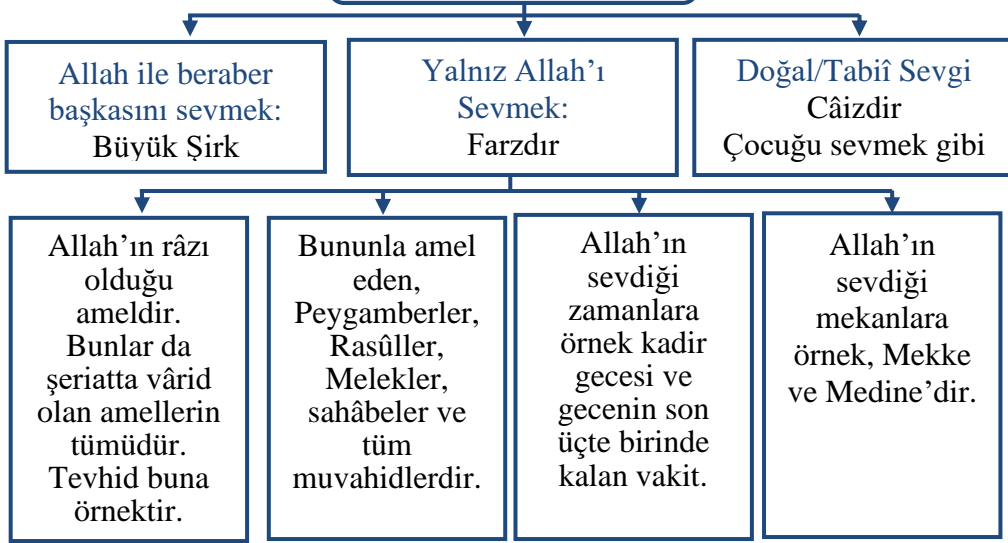 Allah ile beraber
başkasını sevmek:
Büyük Şirk
Yalnız Allah’ı
Sevmek:
Farzdır
Doğal/Tabiî Sevgi
Câizdir
Çocuğu sevmek gibi
Allah’ın râzı
olduğu
ameldir.
Bunlar da
şeriatta vârid
olan amellerin
tümüdür.
Tevhid buna
örnektir.
Bununla amel
eden,
Peygamberler,
Rasûller,
Melekler,
sahâbeler ve
tüm
muvahidlerdir.
Allah’ın
sevdiği
zamanlara
örnek kadir
gecesi ve
gecenin son
üçte birinde
kalan vakit.
Allah’ın
sevdiği
mekanlara
örnek, Mekke
ve Medine’dir.